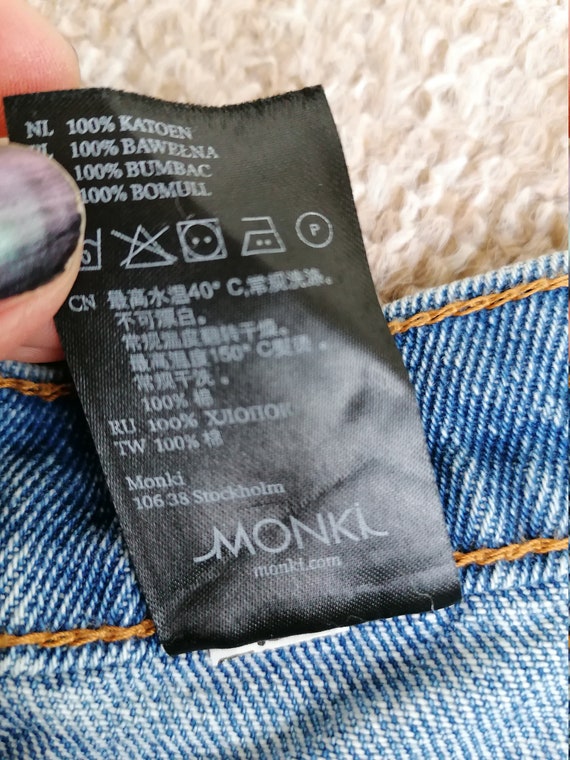 NL 100% KATOEN
100% BAWEŁNA
100% BUMBAC
100% BOMULL
P
CN 最高水温40° C,常规洗涤。
不可漂白。
常规温度翻转干燥。
最高温度150° C熨烫。
常规干洗。
100% 棉
RU 100% ХЛОПОК
TW 100% 棉
Monki
106 38 Stockholm
MONKI
monki.com